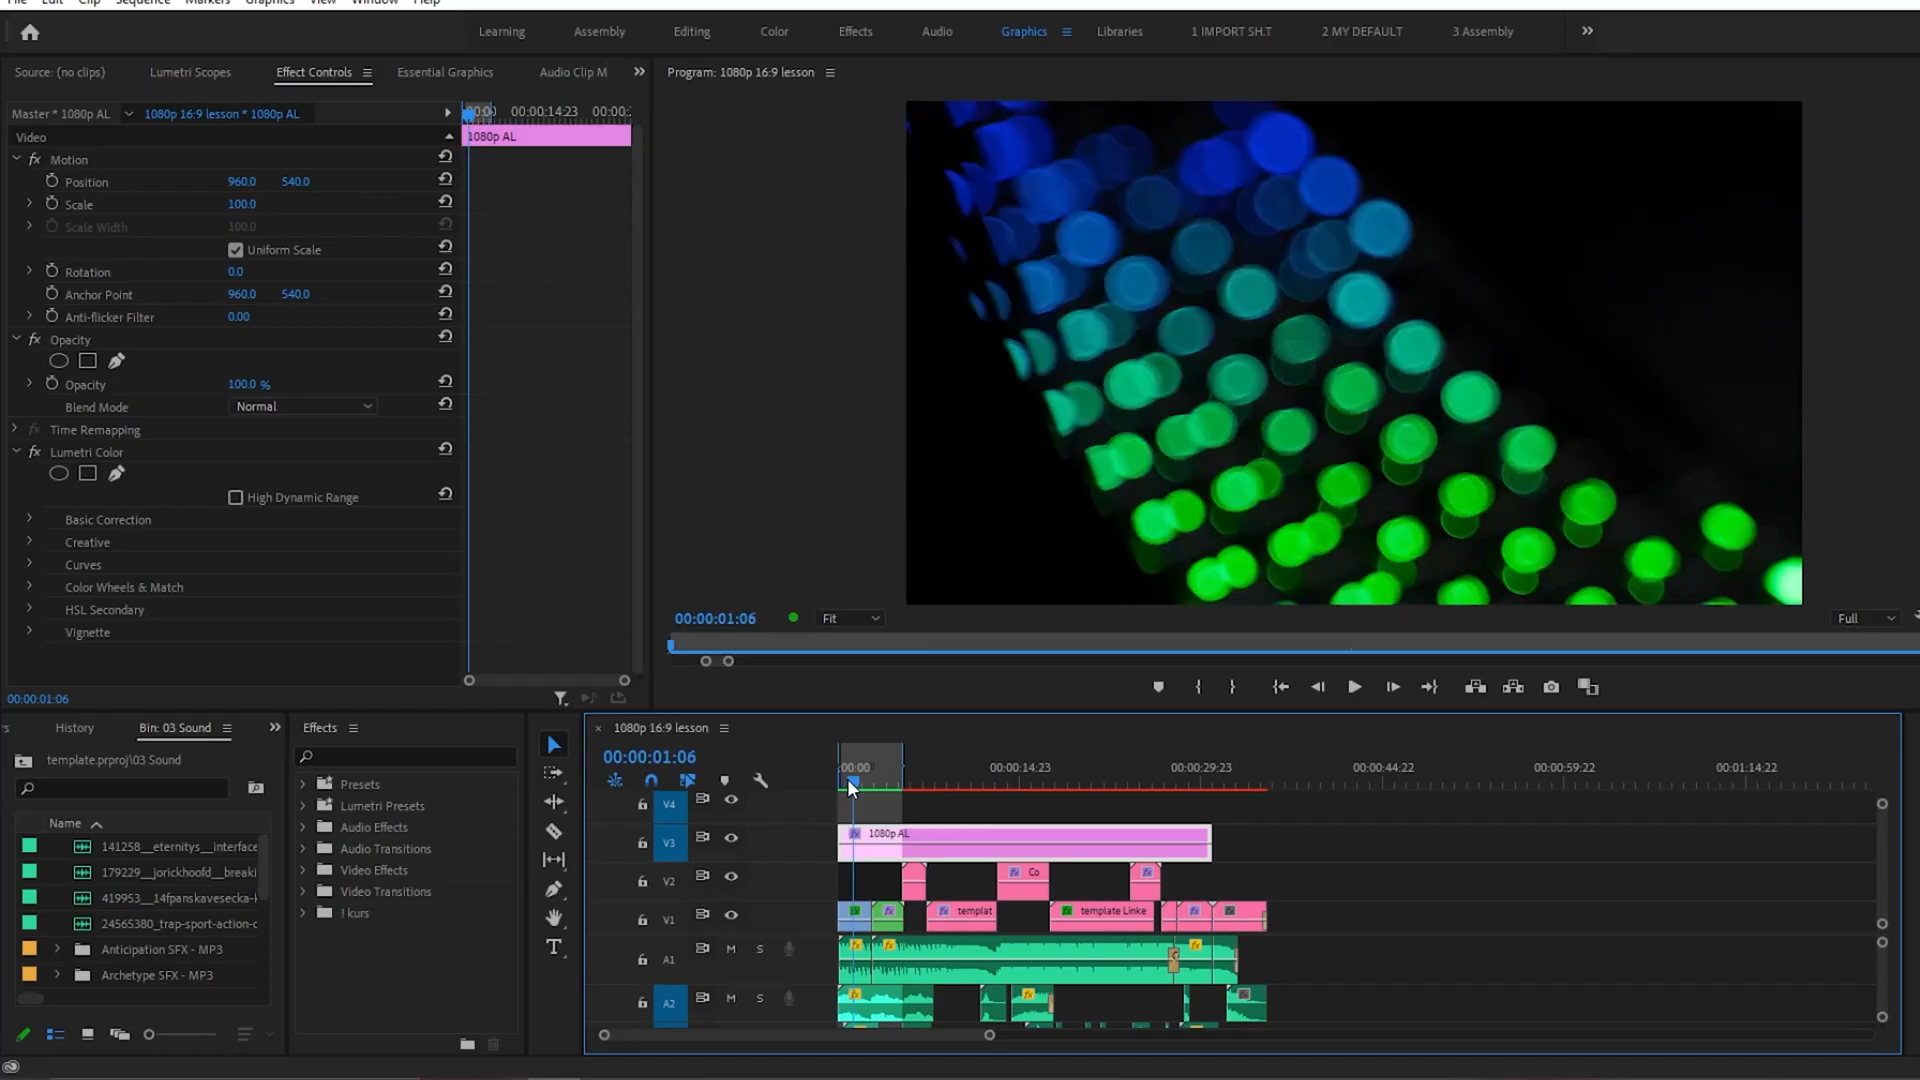 File Edit Clip Sequence Markers Graphics View Window Help
Learning Assembly Editing Color Effects Audio Graphics Libraries 1 IMPORT SH.T 2 MY DEFAULT 3 Assembly
Source: (no clips) Lumetri Scopes Effect Controls Essential Graphics Audio Clip M
Program: 1080p 16:9 lesson
Master * 1080p AL 1080p 16:9 lesson * 1080p AL 00:00 00:00:14:23
Video 1080p AL
Motion
Position 960.0 540.0
Scale 100.0
Scale Width 100.0
Uniform Scale
Rotation 0.0
Anchor Point 960.0 540.0
Anti-flicker Filter 0.00
Opacity
Opacity 100.0 %
Blend Mode Normal
Time Remapping
Lumetri Color
High Dynamic Range
Basic Correction
Creative
Curves
Color Wheels & Match
HSL Secondary
Vignette
00:00:01:06
00:00:01:06 Fit Full
History Bin: 03 Sound
template.prproj\03 Sound
Name
141258__eternitys__interface
179229__jorickhoofd__breaki
419953__14fpanskavesecka-
24565380_trap-sport-action-c
Anticipation SFX - MP3
Archetype SFX - MP3
Effects
Presets
Lumetri Presets
Audio Effects
Audio Transitions
Video Effects
Video Transitions
! kurs
1080p 16:9 lesson
00:00:01:06
00:00 00:00:14:23 00:00:29:23 00:00:44:22 00:00:59:22 00:01:14:22
V4
V3 1080p AL
V2 Co
V1 templat template Linke
A1 M S
A2 M S